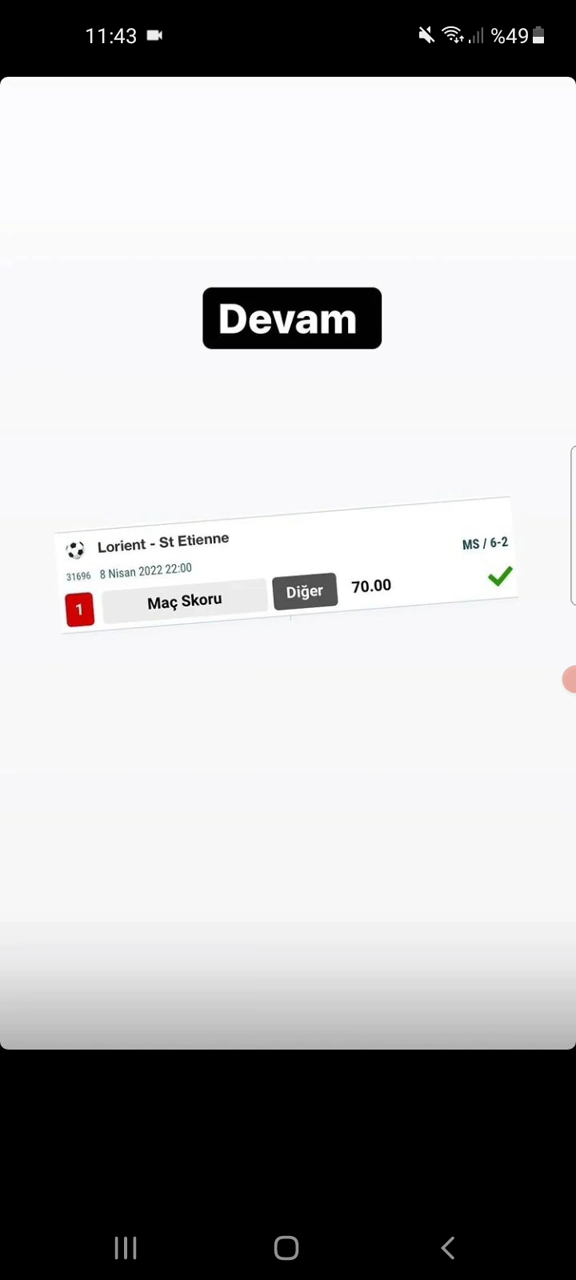 11:43 %49
Devam
Lorient - St Etienne
31696 8 Nisan 2022 22:00 MS / 6-2
1 Maç Skoru Diğer 70.00